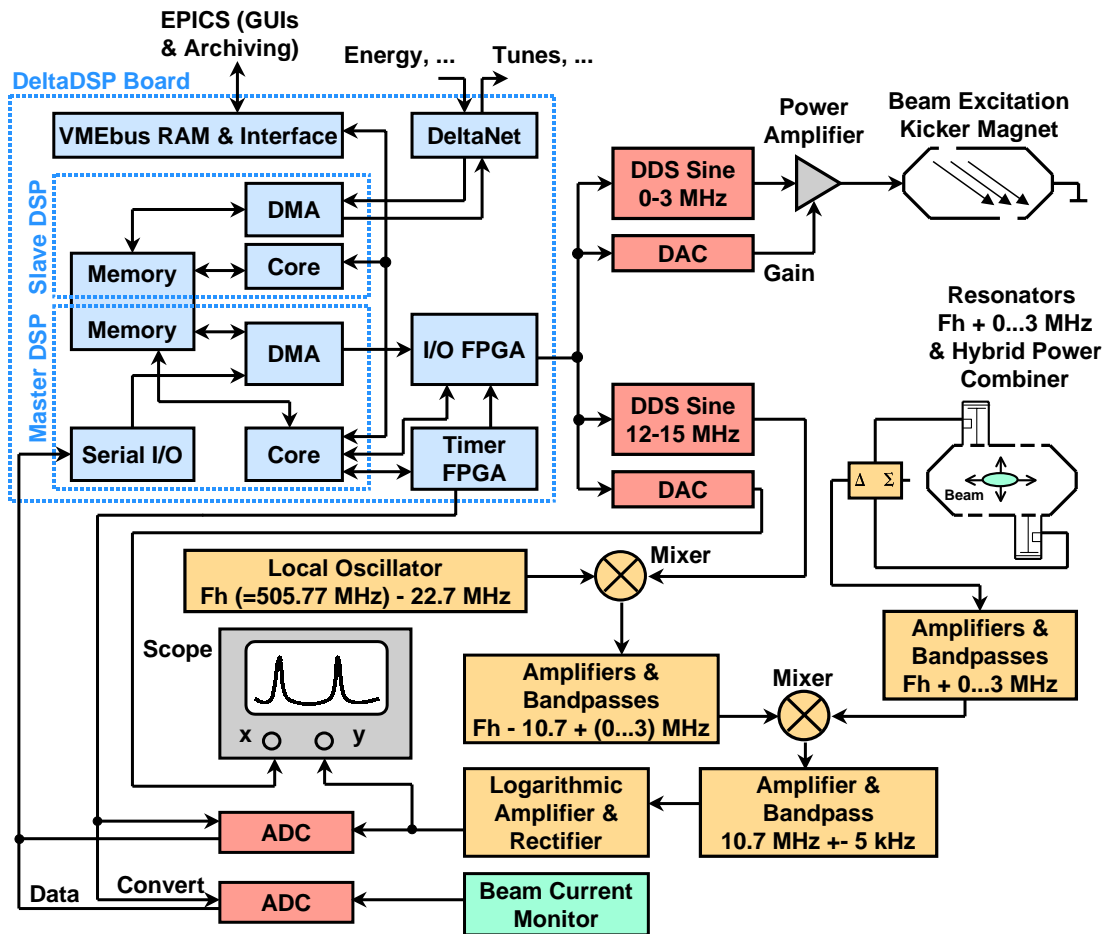 EPICS (GUIs
& Archiving)
Energy, ...
Tunes, ...
DeltaDSP Board
VMEbus RAM & Interface
DeltaNet
Slave DSP
DMA
Memory
Core
Master DSP
Memory
DMA
I/O FPGA
Serial I/O
Core
Timer
FPGA
Power
Amplifier
Beam Excitation
Kicker Magnet
DDS Sine
0-3 MHz
DAC
Gain
Resonators
Fh + 0...3 MHz
& Hybrid Power
Combiner
DDS Sine
12-15 MHz
DAC
Δ Σ
Beam
Local Oscillator
Fh (=505.77 MHz) - 22.7 MHz
Mixer
Scope
x
y
Amplifiers &
Bandpasses
Fh - 10.7 + (0...3) MHz
Mixer
Amplifiers &
Bandpasses
Fh + 0...3 MHz
Logarithmic
Amplifier &
Rectifier
Amplifier &
Bandpass
10.7 MHz +- 5 kHz
ADC
Data
Convert
ADC
Beam Current
Monitor